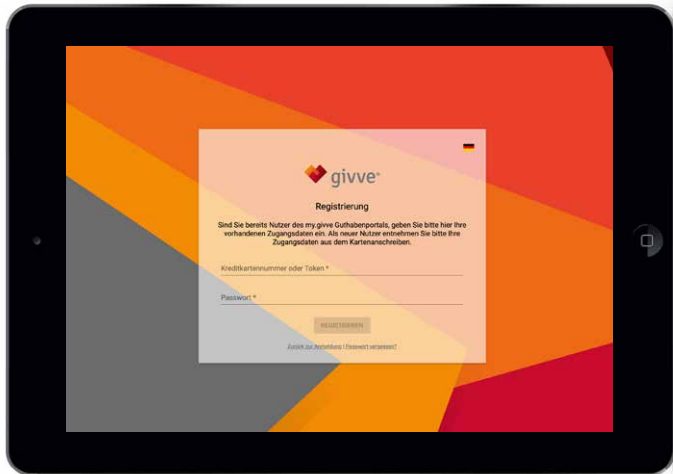 givve®
Registrierung
Sind Sie bereits Nutzer des my.givve Guthabenportals, geben Sie bitte hier Ihre
vorhandenen Zugangsdaten ein. Als neuer Nutzer entnehmen Sie bitte Ihre
Zugangsdaten aus dem Kartenanschreiben.
Kreditkartennummer oder Token *
Passwort *
REGISTRIEREN
Zurück zur Anmeldung | Passwort vergessen?